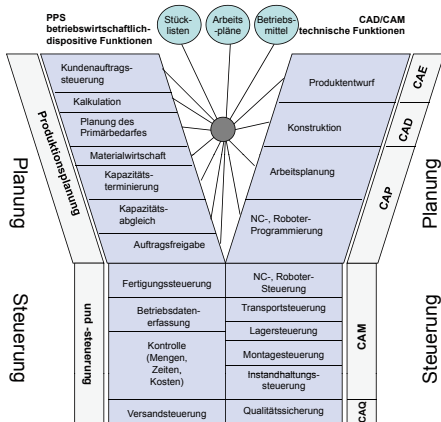 PPS
betriebswirtschaftlich-
dispositive Funktionen
Stück-
listen
Arbeits
-pläne
Betriebs-
mittel
CAD/CAM
technische Funktionen
Planung
Produktionsplanung
Kundenauftrags-
steuerung
Kalkulation
Planung des
Primärbedarfes
Materialwirtschaft
Kapazitäts-
terminierung
Kapazitäts-
abgleich
Auftragsfreigabe
Produktentwurf
Konstruktion
Arbeitsplanung
NC-, Roboter-
Programmierung
CAE
CAD
CAP
Planung
Steuerung
und -steuerung
Fertigungssteuerung
Betriebsdaten-
erfassung
Kontrolle
(Mengen,
Zeiten,
Kosten)
Versandsteuerung
NC-, Roboter-
Steuerung
Transportsteuerung
Lagersteuerung
Montagesteuerung
Instandhaltungs-
steuerung
Qualitätssicherung
CAM
CAQ
Steuerung